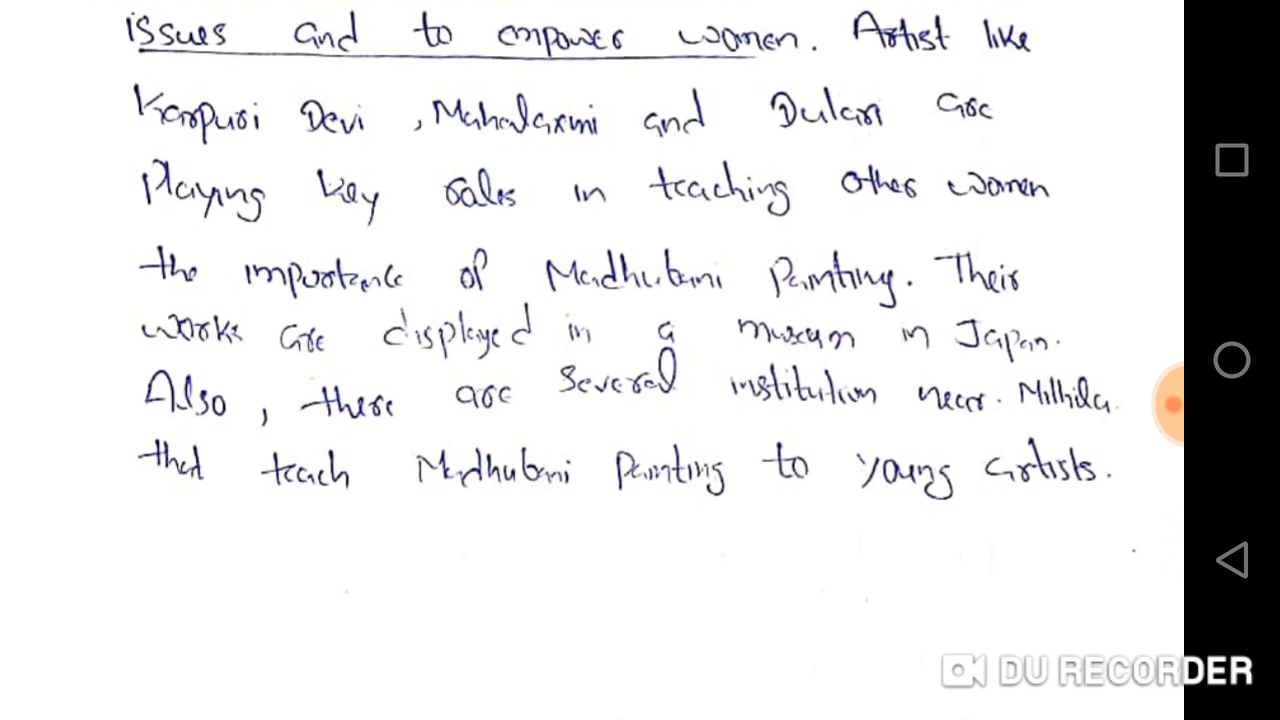 issues and to empower women. Artist like
Karpuri Devi , Mahalaxmi and Dulari are
Playing key roles in teaching other women
the importance of Madhubani Painting. Their
works are displayed in a museum in Japan.
Also , there are several institution near Mithila
that teach Madhubani Painting to young artists.
DU RECORDER